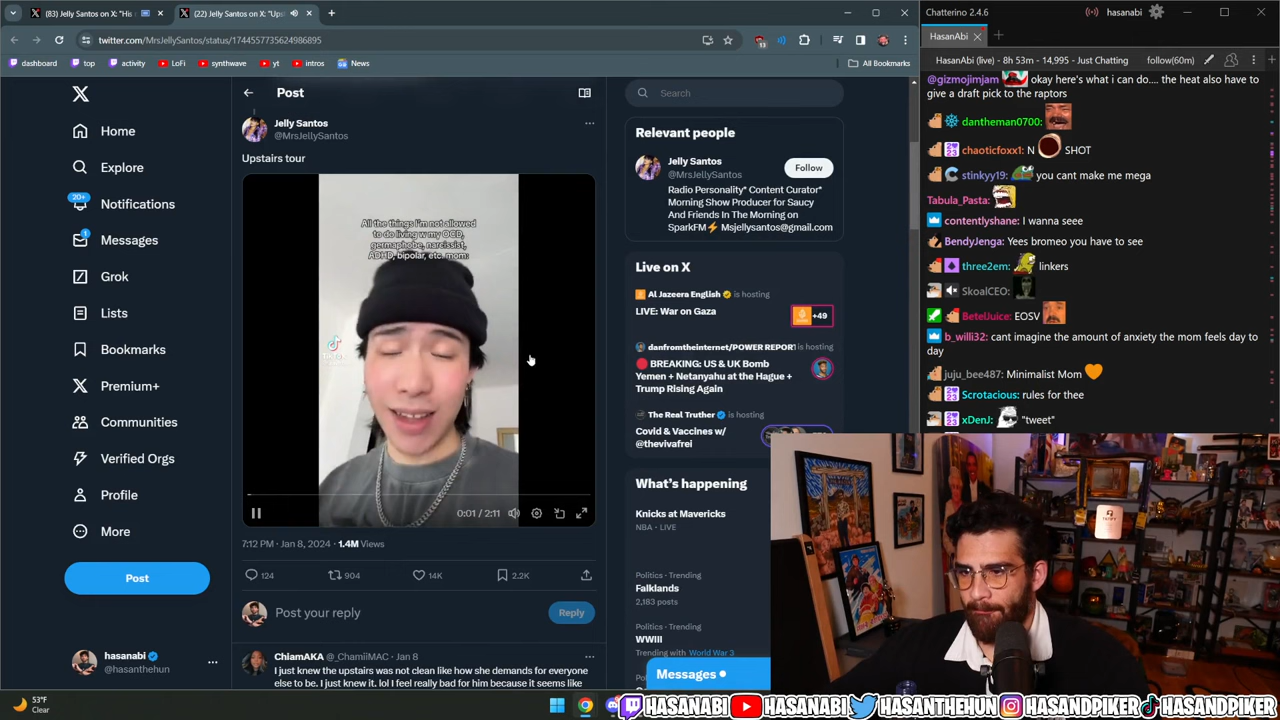 (83) Jelly Santos on X: "His
(22) Jelly Santos on X: "Ups
twitter.com/MrsJellySantos/status/1744557735624986895
dashboard
top
activity
LoFi
synthwave
yt
intros
News
All Bookmarks
Home
Explore
20+
Notifications
1
Messages
Grok
Lists
Bookmarks
Premium+
Communities
Verified Orgs
Profile
More
Post
hasanabi
@hasanthehun
Post
Jelly Santos
@MrsJellySantos
Upstairs tour
All the things I'm not allowed
to do living w my OCD,
germaphobe, narcissist,
ADHD, bipolar, etc. mom:
TikTok
0:01 / 2:11
7:12 PM · Jan 8, 2024 · 1.4M Views
124
904
14K
2.2K
Post your reply
Reply
ChiamAKA @_ChamiiMAC · Jan 8
I just knew the upstairs was not clean like how she demands for everyone
else to be. I just knew it. lol I feel really bad for him because it seems like
Search
Relevant people
Jelly Santos
@MrsJellySantos
Follow
Radio Personality* Content Curator*
Morning Show Producer for Saucy
And Friends In The Morning on
SparkFM⚡ Msjellysantos@gmail.com
Live on X
Al Jazeera English is hosting
LIVE: War on Gaza
+49
danfromtheinternet/POWER REPOR is hosting
BREAKING: US & UK Bomb
Yemen + Netanyahu at the Hague +
Trump Rising Again
The Real Truther is hosting
Covid & Vaccines w/
@thevivafrei
What's happening
Knicks at Mavericks
NBA · LIVE
Politics · Trending
Falklands
2,183 posts
Politics · Trending
WWIII
Trending with World War 3
Messages
Chatterino 2.4.6
hasanabi
HasanAbi
HasanAbi (live) - 8h 53m - 14,995 - Just Chatting
follow(60m)
@gizmojimjam okay here's what i can do.... the heat also have to
give a draft pick to the raptors
dantheman0700:
chaoticfoxx1: N SHOT
stinkyy19: you cant make me mega
Tabula_Pasta:
contentlyshane: I wanna seee
BendyJenga: Yees bromeo you have to see
three2em: linkers
SkoalCEO:
BetelJuice: EOSV
b_willi32: cant imagine the amount of anxiety the mom feels day to
day
juju_bee487: Minimalist Mom 🧡
Scrotacious: rules for thee
xDenJ: "tweet"
53°F
Clear
HASANABI
HASANABI
HASANTHEHUN
HASANDPIKER
HASANDPIKER